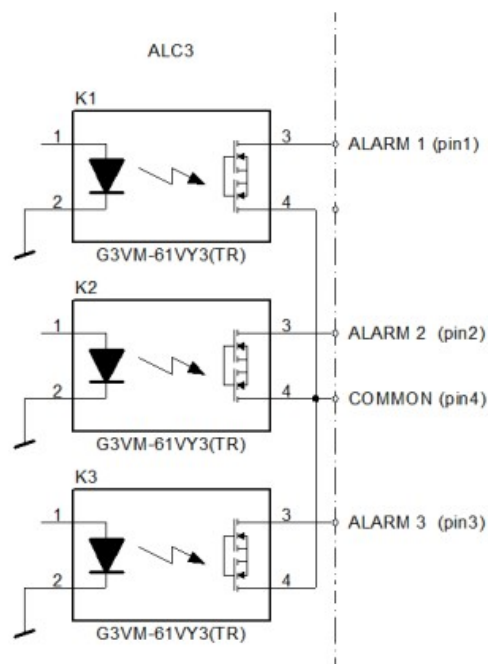 ALC3
K1
1 3 ALARM 1 (pin1)
2 4
G3VM-61VY3(TR)
K2
1 3 ALARM 2 (pin2)
2 4 COMMON (pin4)
G3VM-61VY3(TR)
K3
1 3 ALARM 3 (pin3)
2 4
G3VM-61VY3(TR)